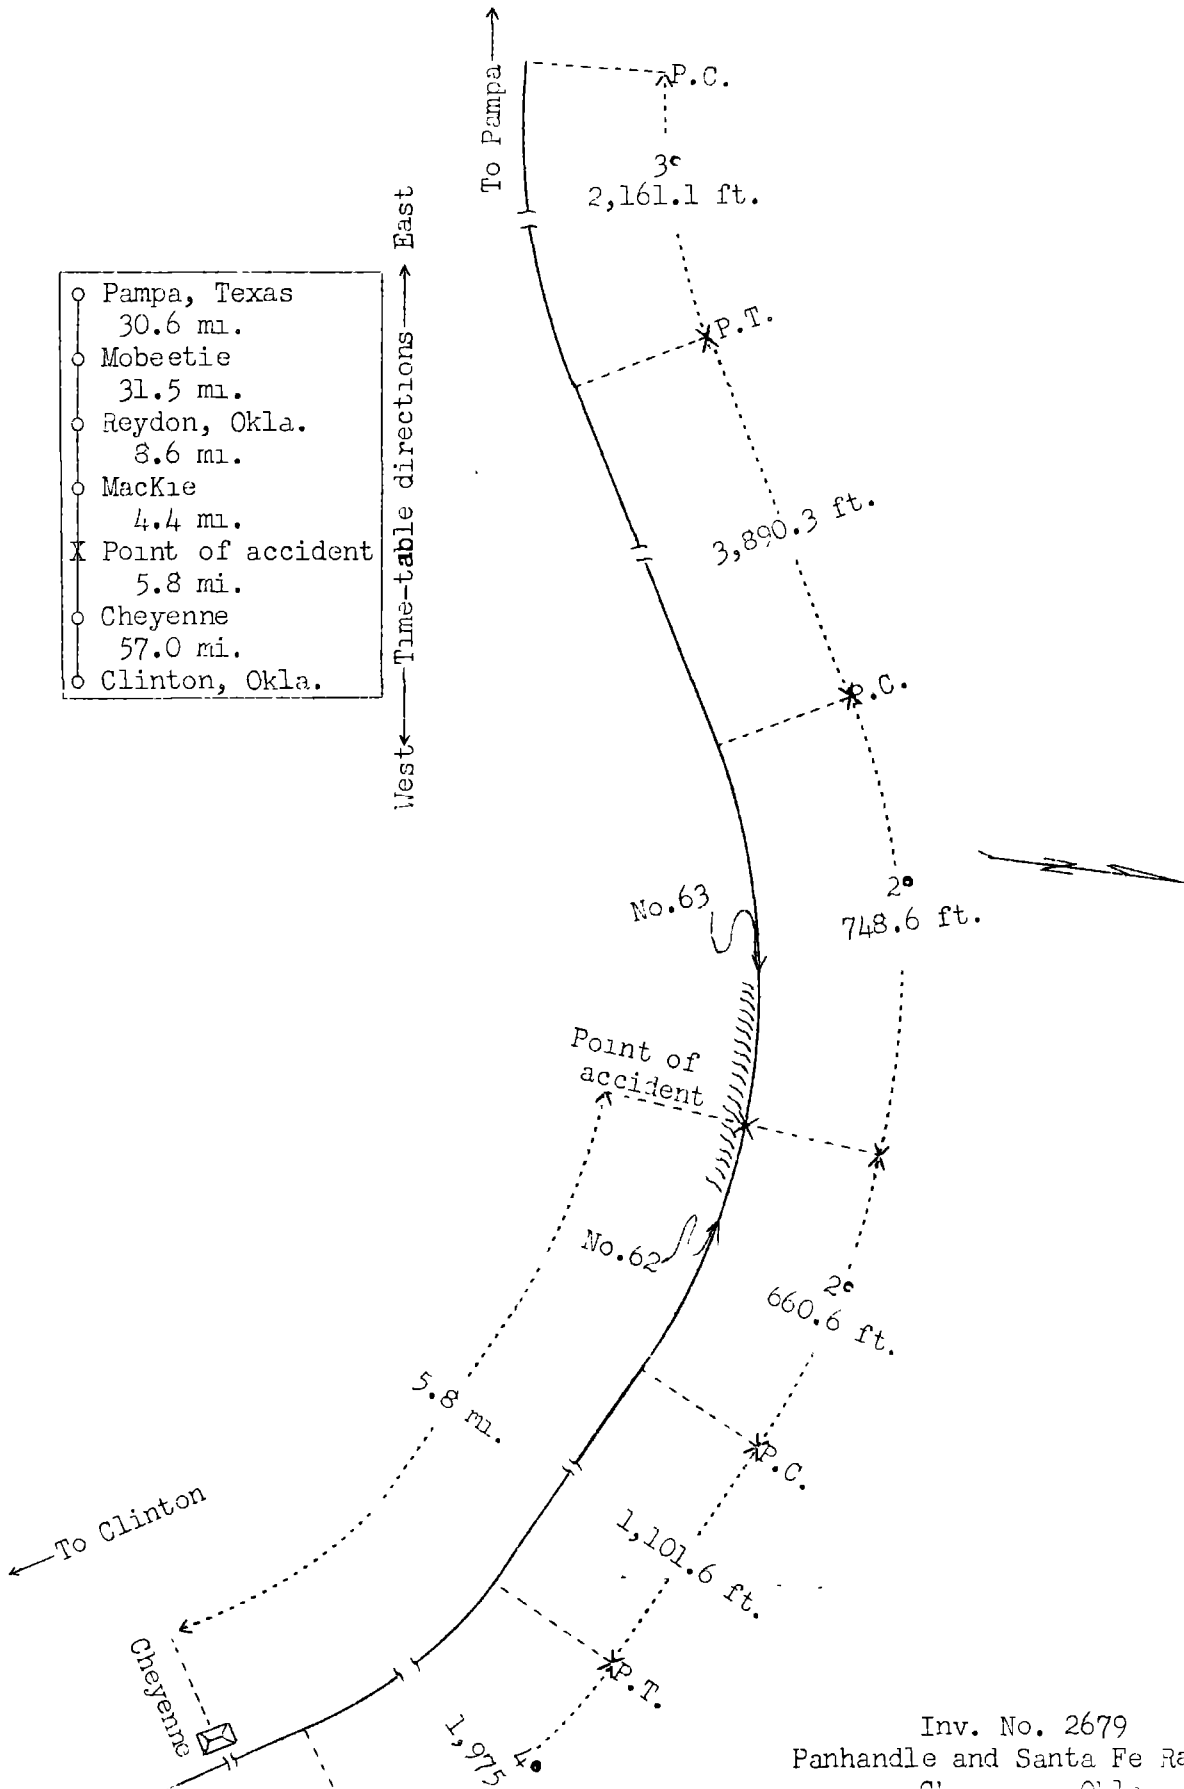 To Pampa
P.C.
3°
2,161.1 ft.
P.T.
3,890.3 ft.
P.C.
2°
748.6 ft.
East
Time-table directions
West
Pampa, Texas
30.6 mi.
Mobeetie
31.5 mi.
Reydon, Okla.
8.6 mi.
MacKie
4.4 mi.
X Point of accident
5.8 mi.
Cheyenne
57.0 mi.
Clinton, Okla.
N
No.63
Point of
accident
No.62
2°
660.6 ft.
5.8 mi.
P.C.
1,101.6 ft.
P.T.
4°
1,975
To Clinton
Cheyenne
Inv. No. 2679
Panhandle and Santa Fe Ra